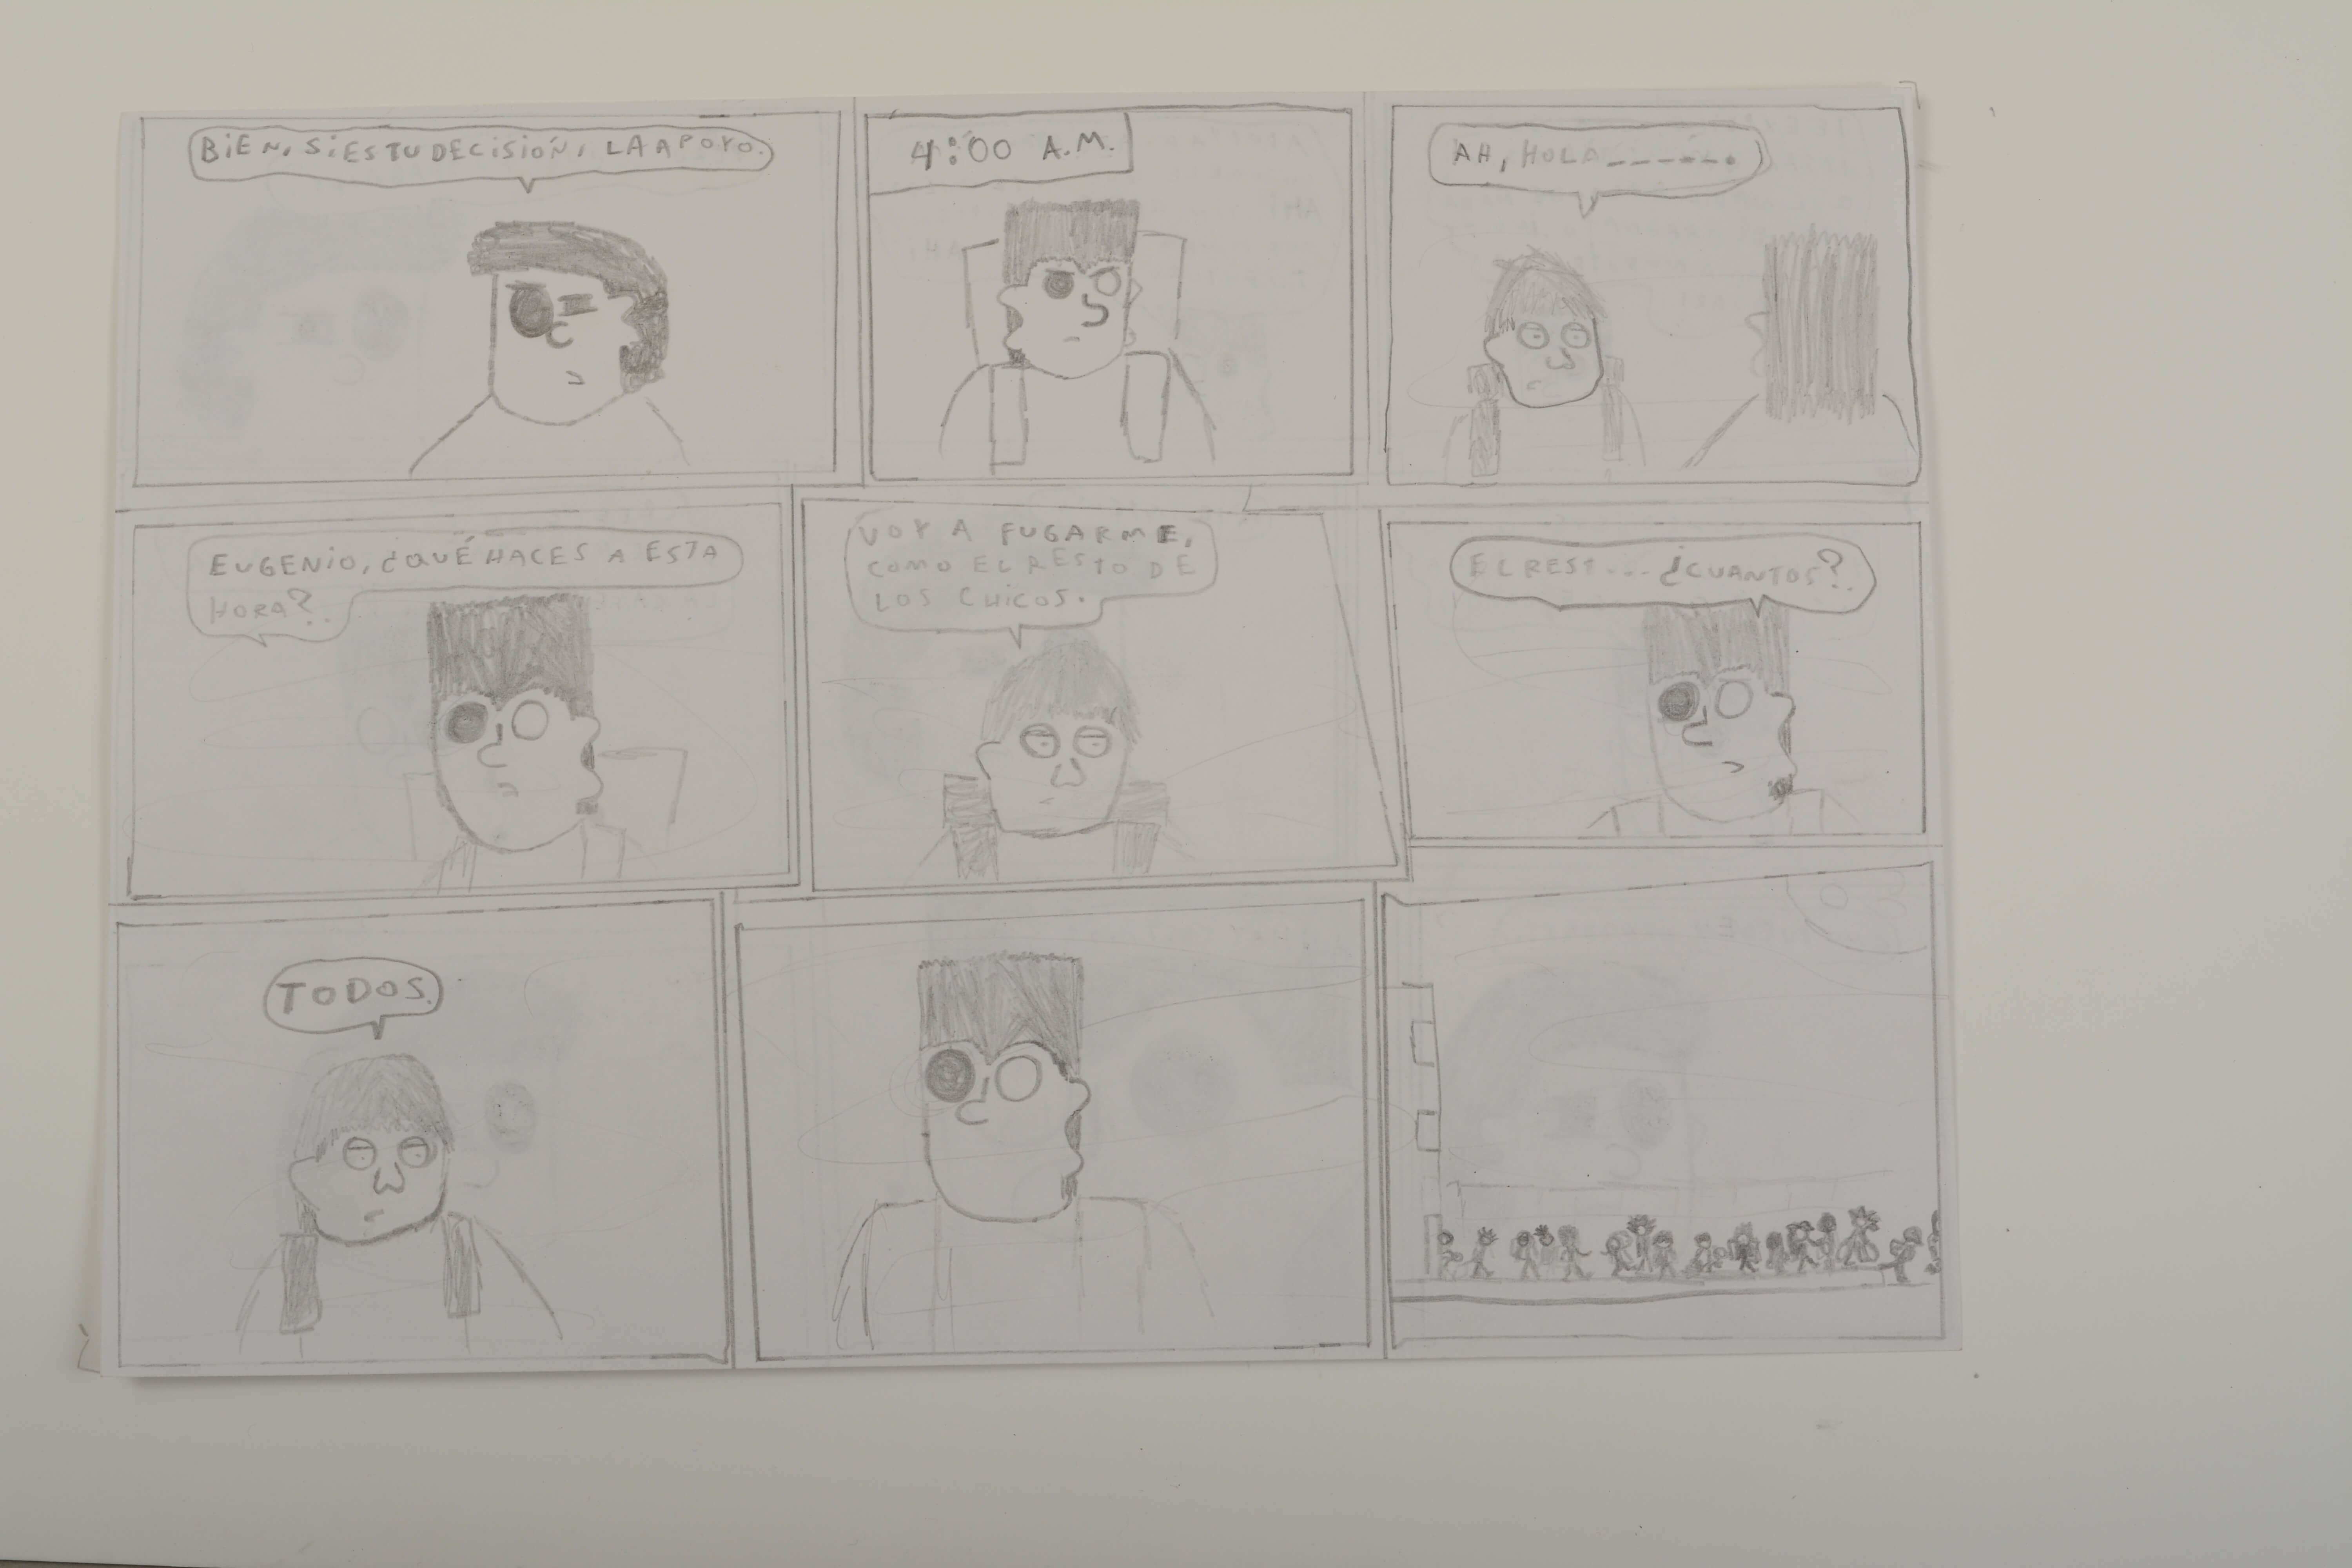 BIEN, SI ES TU DECISIÓN, LA APOYO.
4:00 A.M.
AH, HOLA_ _ _ _ _ _.
EUGENIO, ¿QUÉ HACES A ESTA
HORA?
VOY A FUGARME,
COMO EL RESTO DE
LOS CHICOS.
EL REST... ¿CUANTOS?
TODOS.